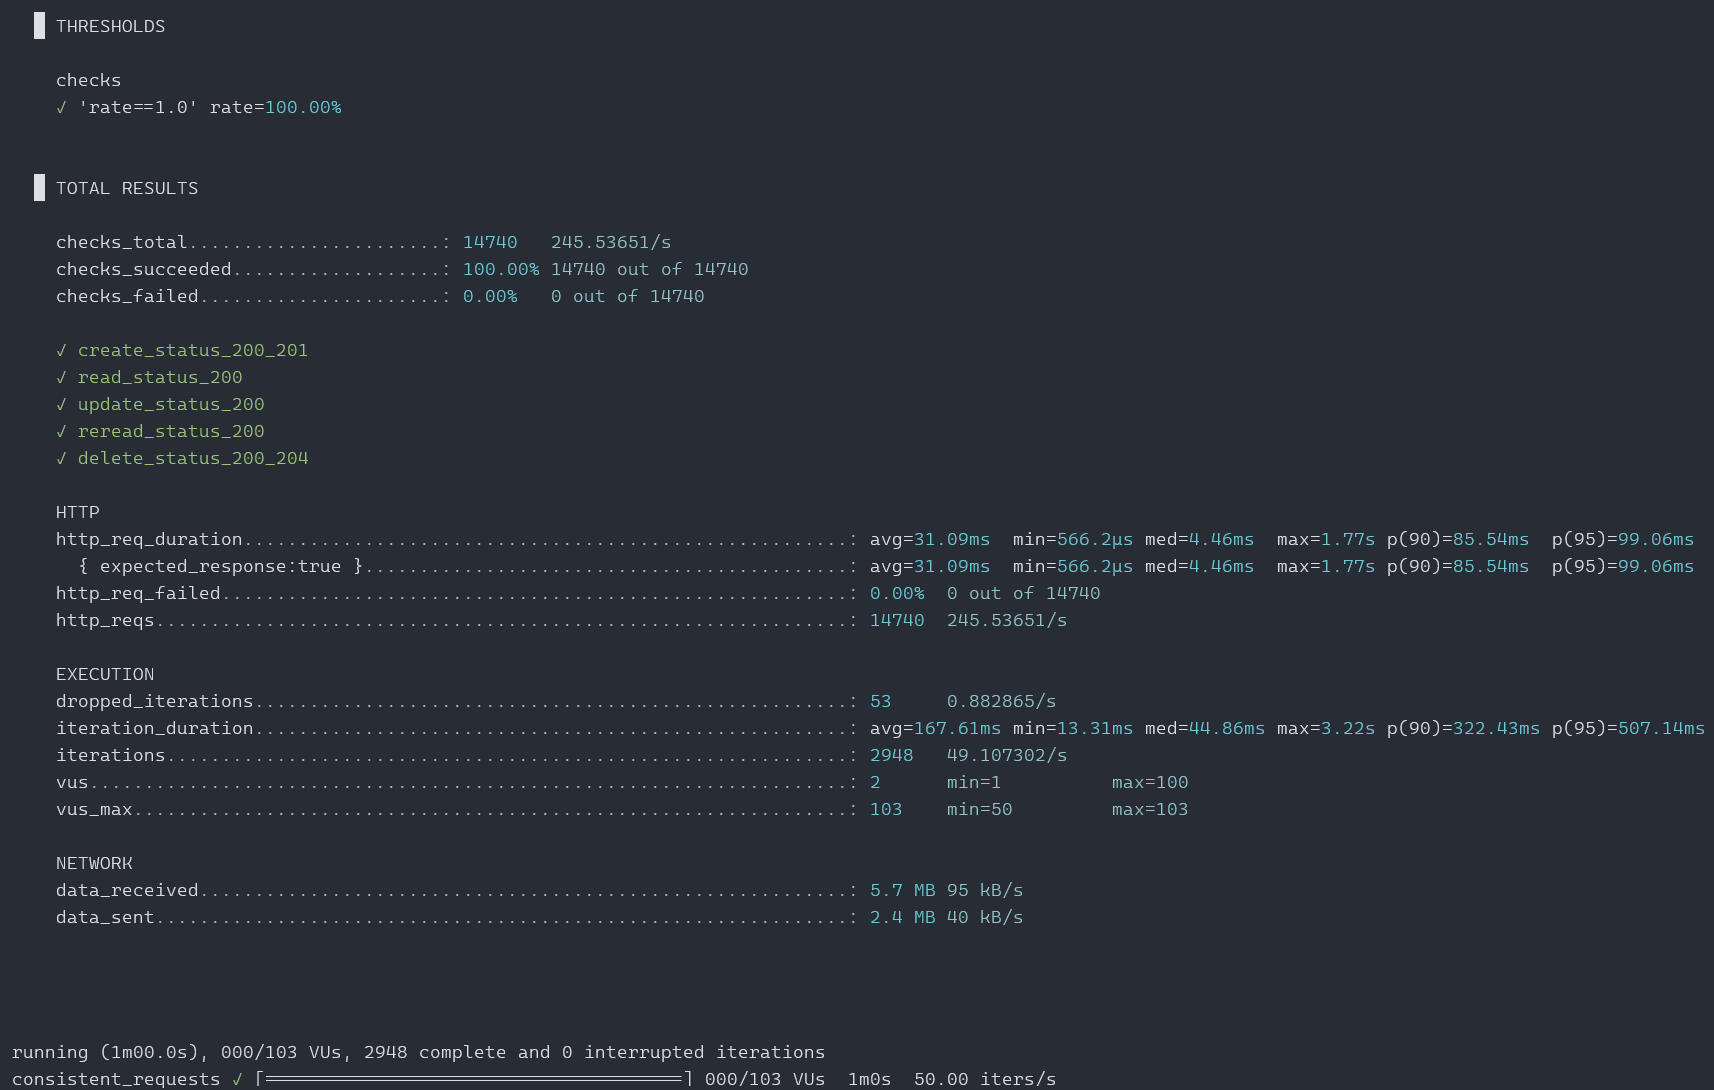 THRESHOLDS
checks
✓ 'rate==1.0' rate=100.00%
TOTAL RESULTS
checks_total.......................: 14740   245.53651/s
checks_succeeded...................: 100.00% 14740 out of 14740
checks_failed......................: 0.00%   0 out of 14740
✓ create_status_200_201
✓ read_status_200
✓ update_status_200
✓ reread_status_200
✓ delete_status_200_204
HTTP
http_req_duration.......................................................: avg=31.09ms  min=566.2µs med=4.46ms  max=1.77s p(90)=85.54ms  p(95)=99.06ms
{ expected_response:true }............................................: avg=31.09ms  min=566.2µs med=4.46ms  max=1.77s p(90)=85.54ms  p(95)=99.06ms
http_req_failed.........................................................: 0.00%  0 out of 14740
http_reqs...............................................................: 14740  245.53651/s
EXECUTION
dropped_iterations......................................................: 53     0.882865/s
iteration_duration......................................................: avg=167.61ms min=13.31ms med=44.86ms max=3.22s p(90)=322.43ms p(95)=507.14ms
iterations..............................................................: 2948   49.107302/s
vus.....................................................................: 2      min=1          max=100
vus_max.................................................................: 103    min=50         max=103
NETWORK
data_received...........................................................: 5.7 MB 95 kB/s
data_sent...............................................................: 2.4 MB 40 kB/s
running (1m00.0s), 000/103 VUs, 2948 complete and 0 interrupted iterations
consistent_requests ✓ [======================================] 000/103 VUs  1m0s  50.00 iters/s